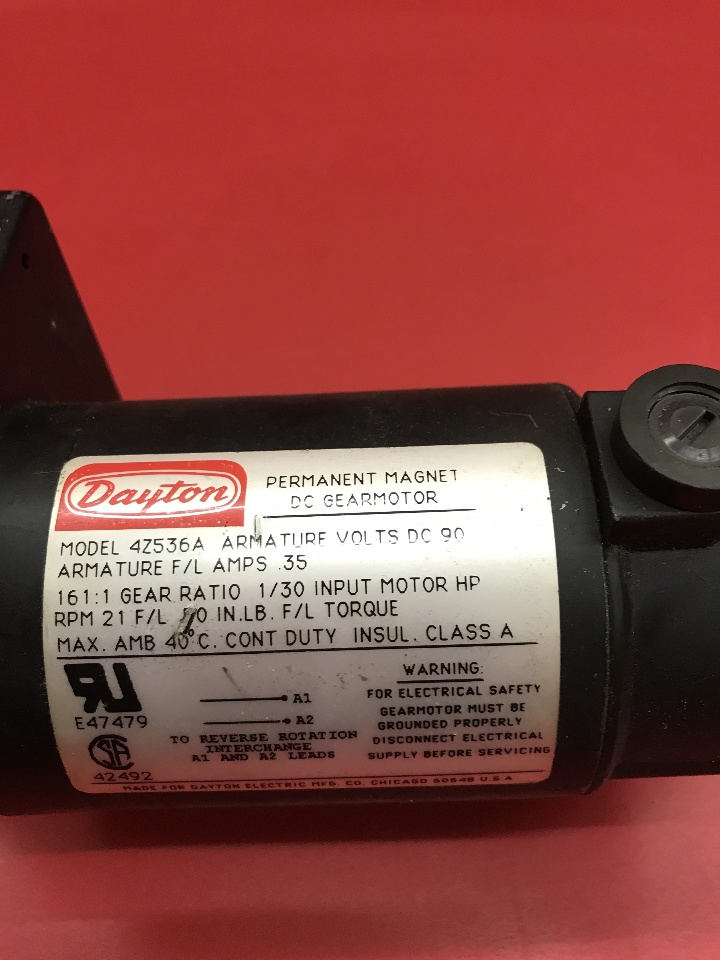 Dayton
PERMANENT MAGNET
DC GEARMOTOR
MODEL 4Z536A ARMATURE VOLTS DC 90
ARMATURE F/L AMPS .35
161:1 GEAR RATIO 1/30 INPUT MOTOR HP
RPM 21 F/L IN.LB. F/L TORQUE
MAX. AMB 40°C. CONT DUTY INSUL. CLASS A
E47479
SA
42492
A1
A2
TO REVERSE ROTATION
INTERCHANGE
A1 AND A2 LEADS
WARNING:
FOR ELECTRICAL SAFETY
GEARMOTOR MUST BE
GROUNDED PROPERLY
DISCONNECT ELECTRICAL
SUPPLY BEFORE SERVICING
MADE FOR DAYTON ELECTRIC MFG. CO. CHICAGO 60648 U.S.A